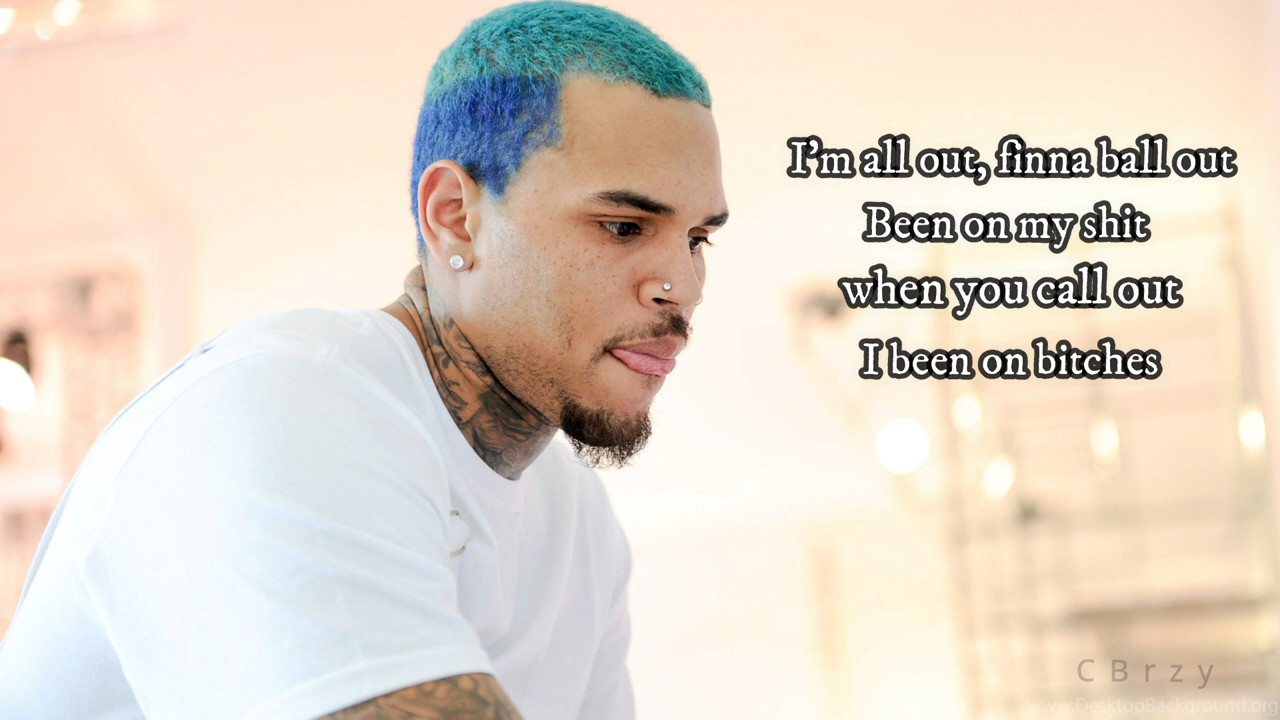 I'm all out, finna ball out
Been on my shit
when you call out
I been on bitches
CBrzy
www.DesktopBackground.org